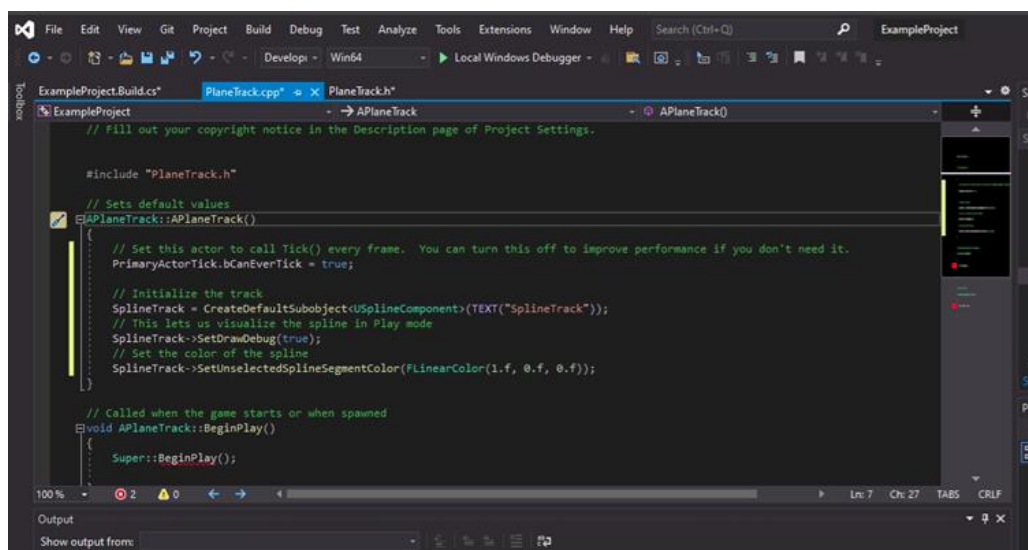 File Edit View Git Project Build Debug Test Analyze Tools Extensions Window Help Search (Ctrl+Q) ExampleProject
Develop Win64 Local Windows Debugger
Toolbox
ExampleProject.Build.cs* PlaneTrack.cpp* PlaneTrack.h*
ExampleProject APlaneTrack APlaneTrack()
// Fill out your copyright notice in the Description page of Project Settings.
#include "PlaneTrack.h"
// Sets default values
APlaneTrack::APlaneTrack()
{
// Set this actor to call Tick() every frame.  You can turn this off to improve performance if you don't need it.
PrimaryActorTick.bCanEverTick = true;
// Initialize the track
SplineTrack = CreateDefaultSubobject<USplineComponent>(TEXT("SplineTrack"));
// This lets us visualize the spline in Play mode
SplineTrack->SetDrawDebug(true);
// Set the color of the spline
SplineTrack->SetUnselectedSplineSegmentColor(FLinearColor(1.f, 0.f, 0.f));
}
// Called when the game starts or when spawned
void APlaneTrack::BeginPlay()
{
Super::BeginPlay();
100 % 2 0 Ln: 7 Ch: 27 TABS CRLF
Output
Show output from: